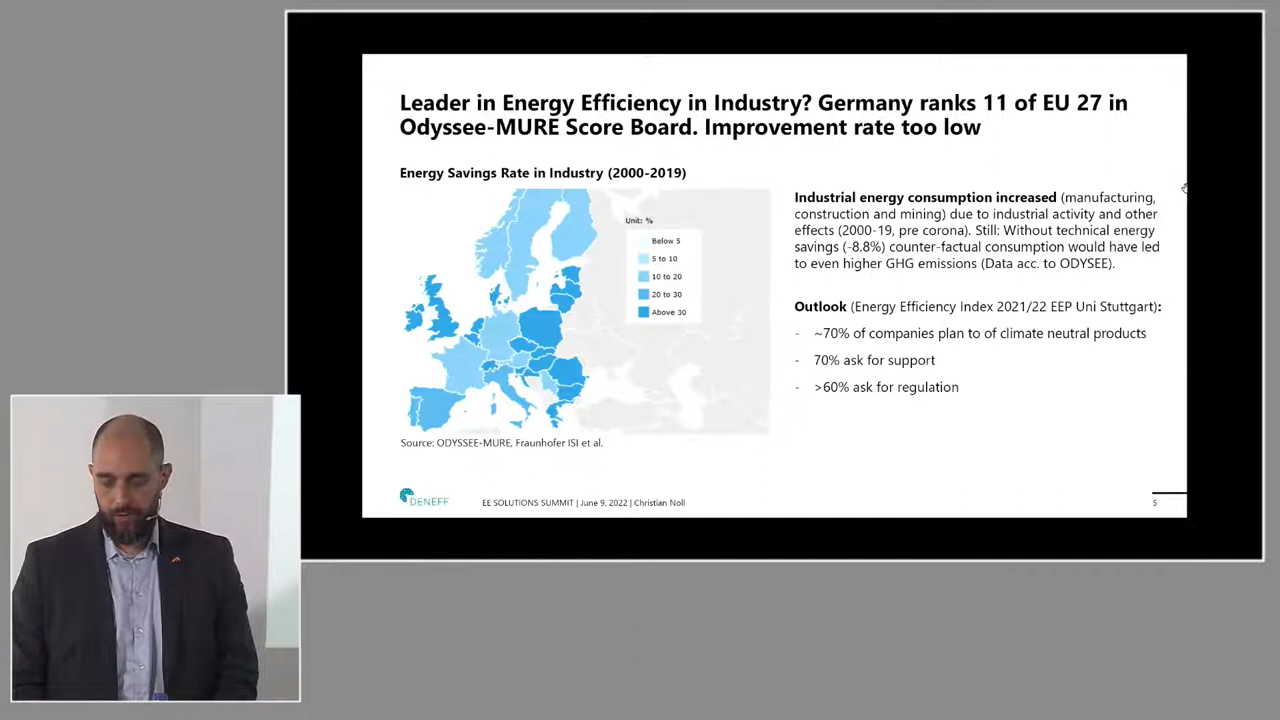 Leader in Energy Efficiency in Industry? Germany ranks 11 of EU 27 in
Odyssee-MURE Score Board. Improvement rate too low
Energy Savings Rate in Industry (2000-2019)
Unit: %
Below 5
5 to 10
10 to 20
20 to 30
Above 30
Source: ODYSSEE-MURE, Fraunhofer ISI et al.
Industrial energy consumption increased (manufacturing,
construction and mining) due to industrial activity and other
effects (2000-19, pre corona). Still: Without technical energy
savings (-8.8%) counter-factual consumption would have led
to even higher GHG emissions (Data acc. to ODYSEE).
Outlook (Energy Efficiency Index 2021/22 EEP Uni Stuttgart):
- ~70% of companies plan to of climate neutral products
- 70% ask for support
- >60% ask for regulation
DENEFF
EE SOLUTIONS SUMMIT | June 9, 2022 | Christian Noll
5